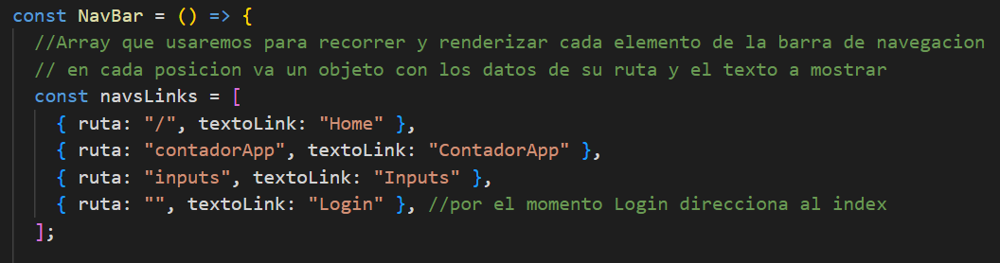 const NavBar = () => {
//Array que usaremos para recorrer y renderizar cada elemento de la barra de navegacion
// en cada posicion va un objeto con los datos de su ruta y el texto a mostrar
const navsLinks = [
{ ruta: "/", textoLink: "Home" },
{ ruta: "contadorApp", textoLink: "ContadorApp" },
{ ruta: "inputs", textoLink: "Inputs" },
{ ruta: "", textoLink: "Login" }, //por el momento Login direcciona al index
];